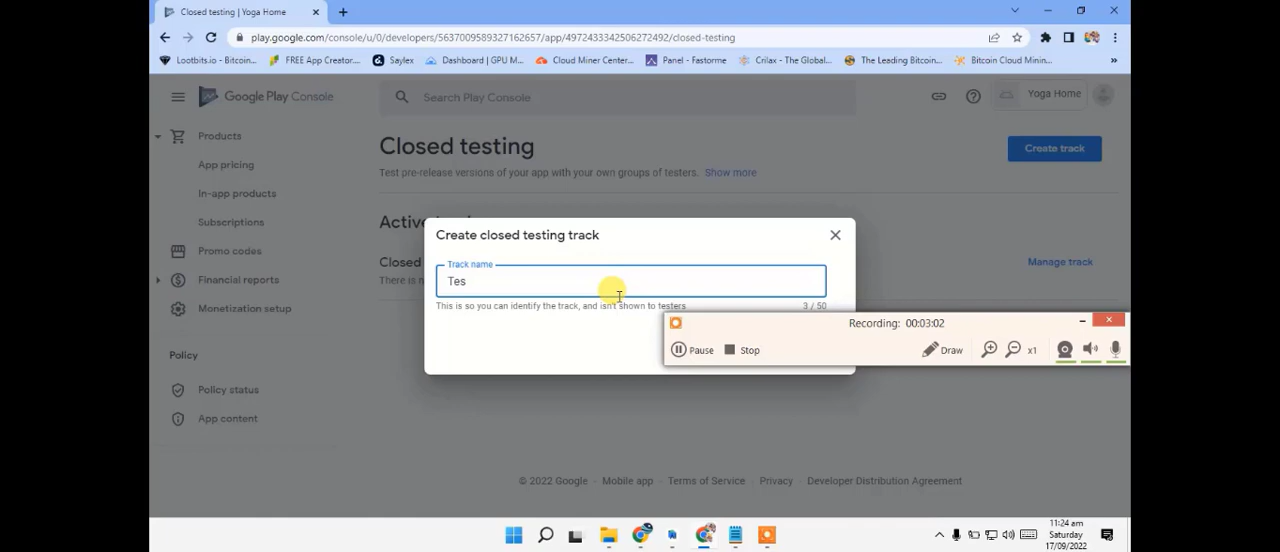 Closed testing | Yoga Home
play.google.com/console/u/0/developers/5637009589327162657/app/4972433342506272492/closed-testing
Lootbits.io - Bitcoin... FREE App Creator.... Saylex Dashboard | GPU M... Cloud Miner Center... Panel - Fastorme Crilax - The Global... The Leading Bitcoin... Bitcoin Cloud Minin... »
Google Play Console Search Play Console Yoga Home
Products
App pricing
In-app products
Subscriptions
Promo codes
Financial reports
Monetization setup
Policy
Policy status
App content
Closed testing Create track
Test pre-release versions of your app with your own groups of testers. Show more
Active
Closed Manage track
There is n
Create closed testing track
Track name
Tes
This is so you can identify the track, and isn't shown to testers 3 / 50
Recording: 00:03:02
Pause Stop Draw x1
© 2022 Google · Mobile app · Terms of Service · Privacy · Developer Distribution Agreement
11:24 am
Saturday
17/09/2022